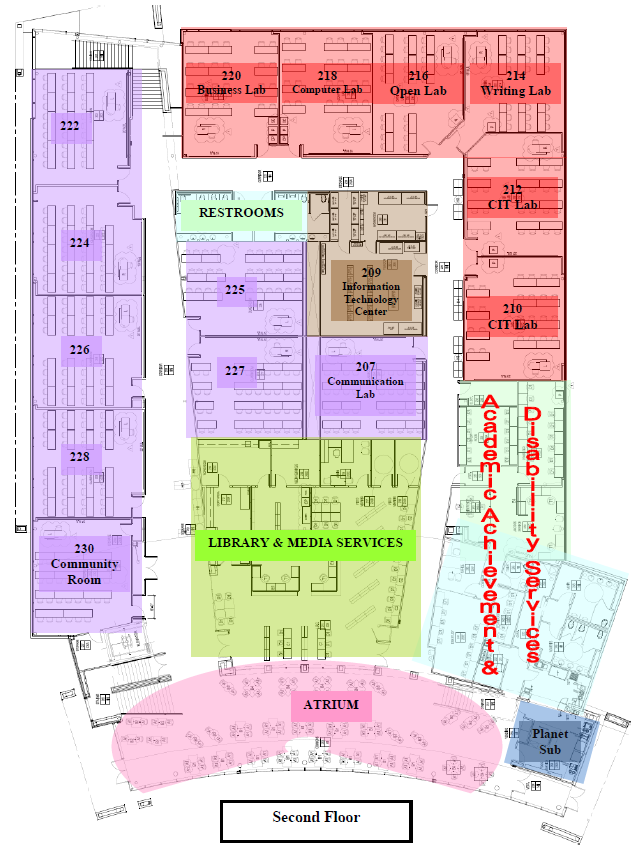 220
Business Lab
218
Computer Lab
216
Open Lab
214
Writing Lab
222
212
CIT Lab
RESTROOMS
224
209
Information
Technology
Center
225
210
CIT Lab
226
227
207
Communication
Lab
Academic Achievement &
Disability Services
228
LIBRARY & MEDIA SERVICES
230
Community
Room
ATRIUM
Planet
Sub
Second Floor